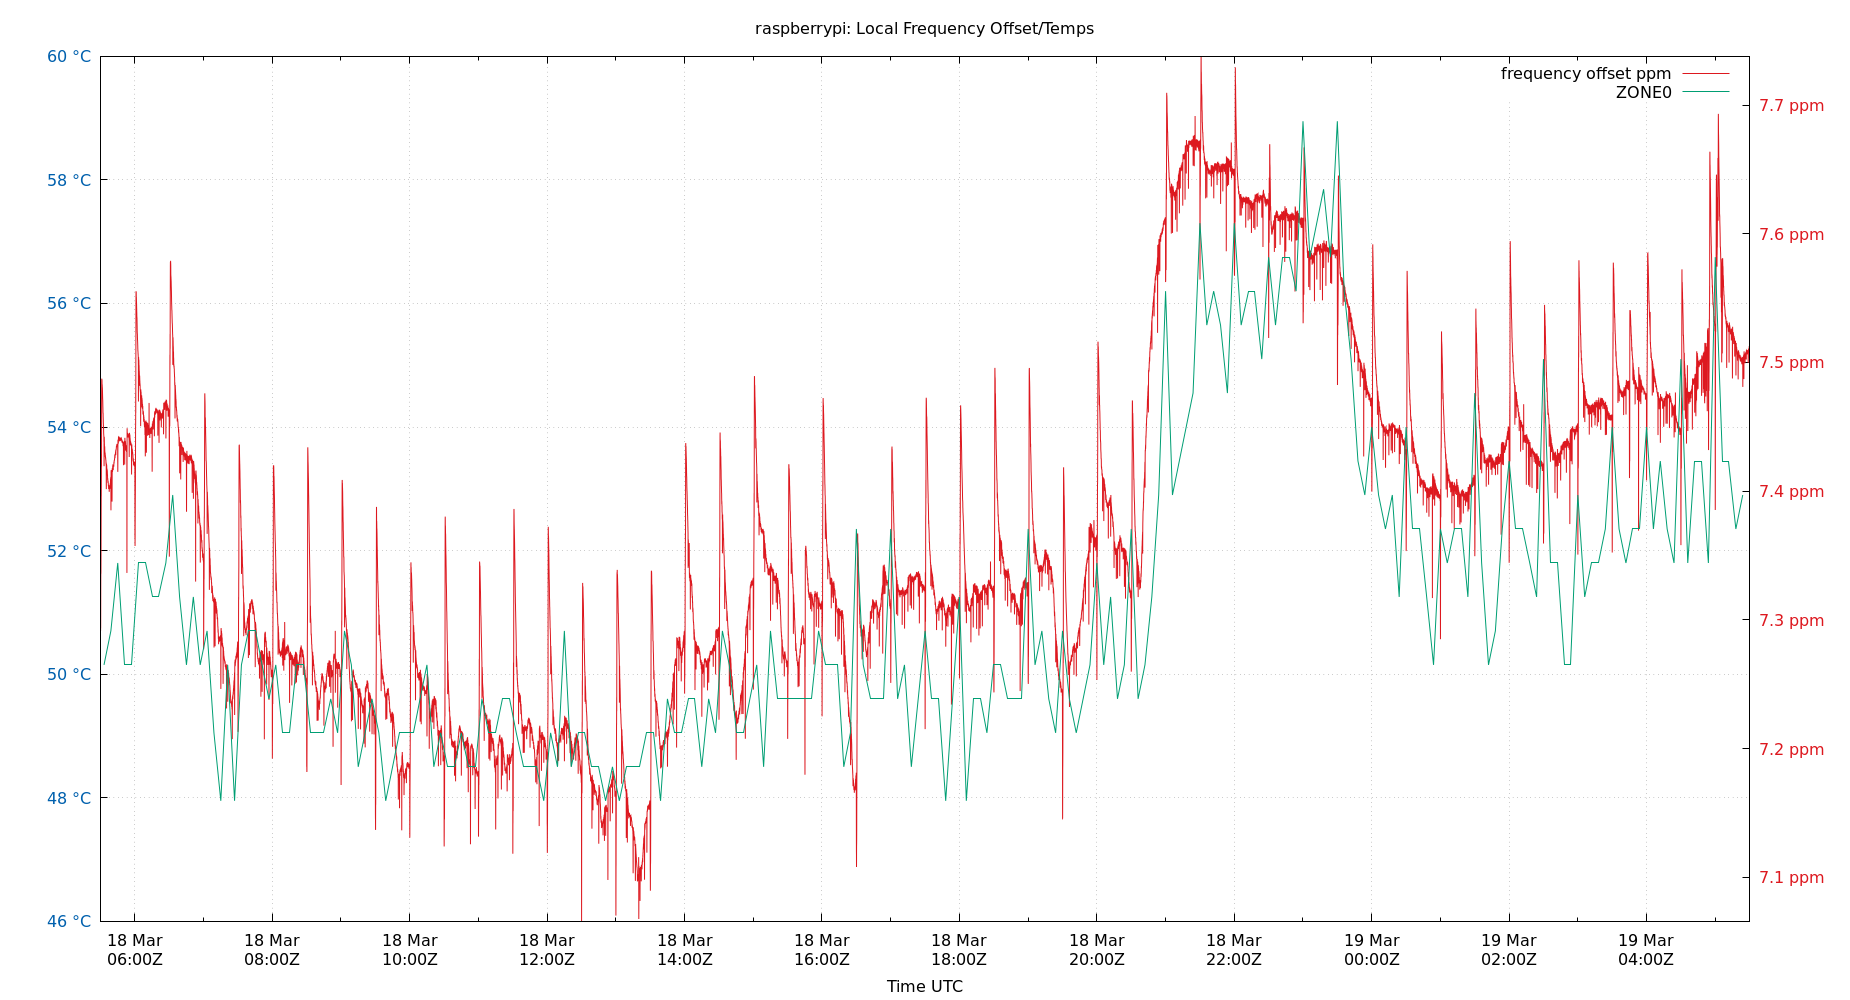 raspberrypi: Local Frequency Offset/Temps
frequency offset ppm
ZONE0
60 °C
58 °C
56 °C
54 °C
52 °C
50 °C
48 °C
46 °C
7.7 ppm
7.6 ppm
7.5 ppm
7.4 ppm
7.3 ppm
7.2 ppm
7.1 ppm
18 Mar 18 Mar 18 Mar 18 Mar 18 Mar 18 Mar 18 Mar 18 Mar 18 Mar 19 Mar 19 Mar 19 Mar
06:00Z 08:00Z 10:00Z 12:00Z 14:00Z 16:00Z 18:00Z 20:00Z 22:00Z 00:00Z 02:00Z 04:00Z
Time UTC